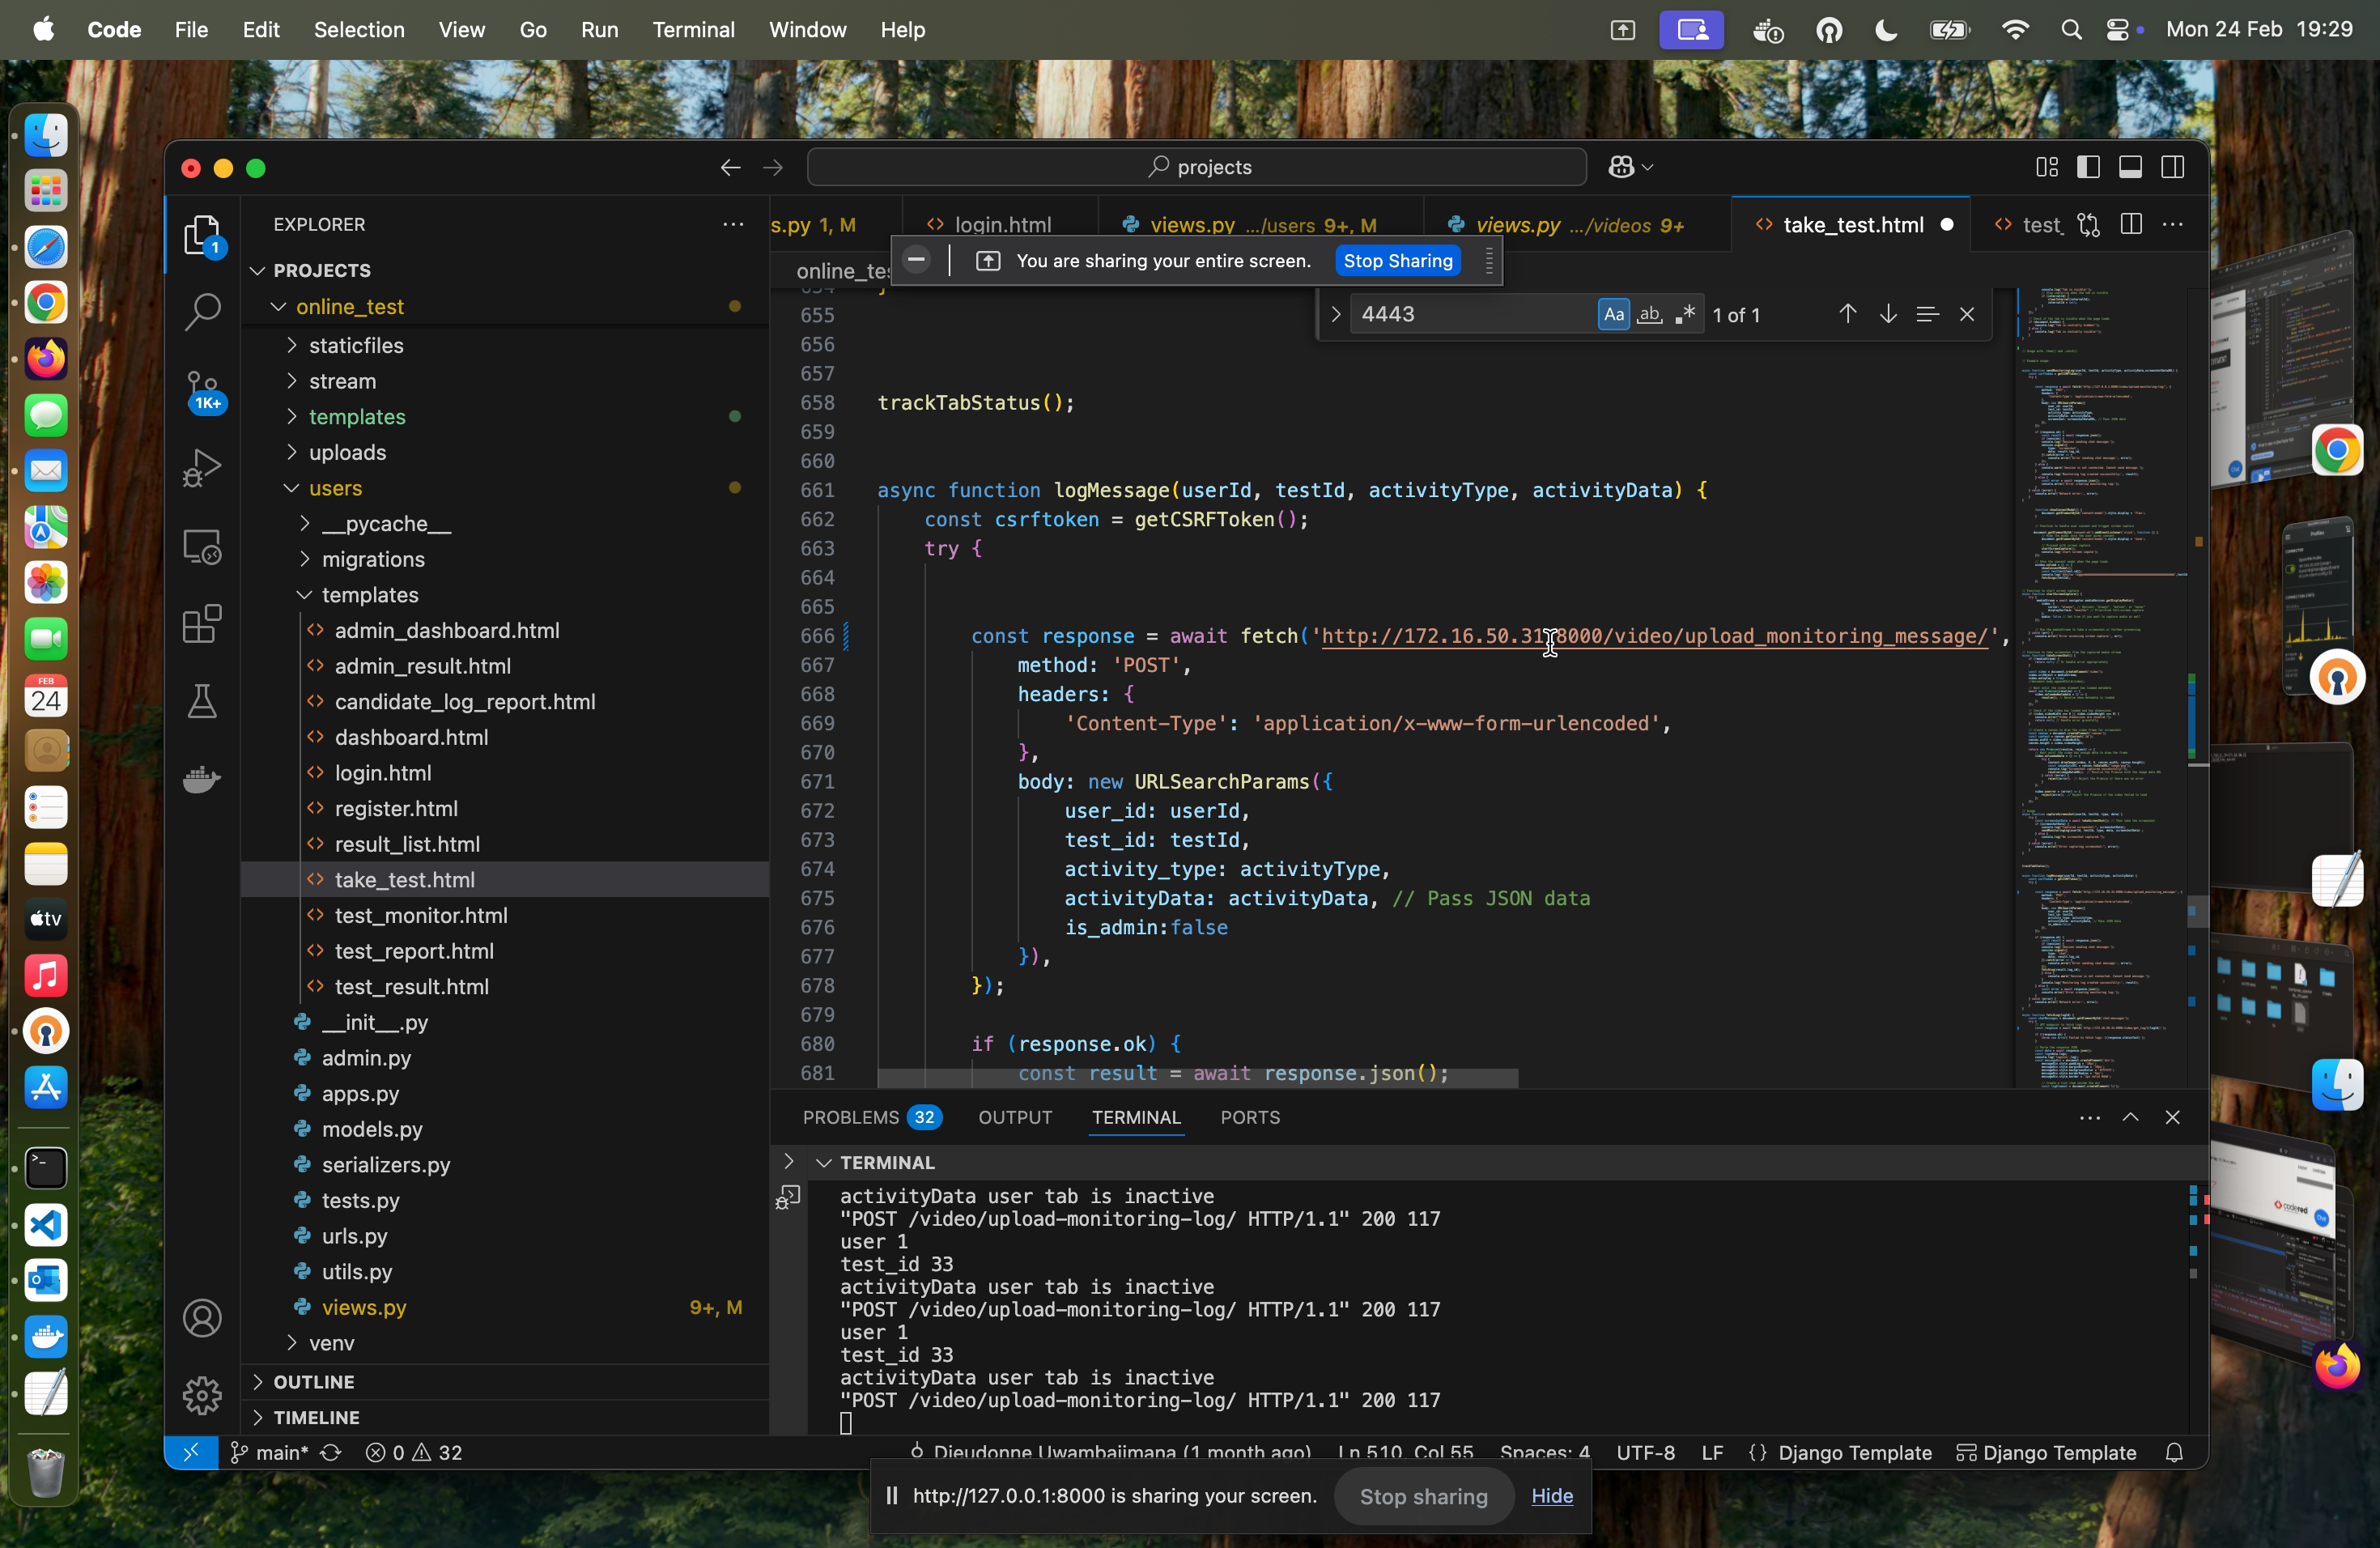 Code File Edit Selection View Go Run Terminal Window Help Mon 24 Feb 19:29
projects
EXPLORER
s.py 1, M
login.html
views.py .../users 9+, M
views.py .../videos 9+
take_test.html
test_
You are sharing your entire screen. Stop Sharing
PROJECTS
online_test
staticfiles
stream
templates
uploads
users
__pycache__
migrations
templates
admin_dashboard.html
admin_result.html
candidate_log_report.html
dashboard.html
login.html
register.html
result_list.html
take_test.html
test_monitor.html
test_report.html
test_result.html
__init__.py
admin.py
apps.py
models.py
serializers.py
tests.py
urls.py
utils.py
views.py 9+, M
venv
OUTLINE
TIMELINE
1
1K+
FEB
24
tv
4443 Aa ab 1 of 1
655
656
657
658 trackTabStatus();
659
660
661 async function logMessage(userId, testId, activityType, activityData) {
662 const csrftoken = getCSRFToken();
663 try {
664
665
666 const response = await fetch('http://172.16.50.31:8000/video/upload_monitoring_message/',
667 method: 'POST',
668 headers: {
669 'Content-Type': 'application/x-www-form-urlencoded',
670 },
671 body: new URLSearchParams({
672 user_id: userId,
673 test_id: testId,
674 activity_type: activityType,
675 activityData: activityData, // Pass JSON data
676 is_admin:false
677 }),
678 });
679
680 if (response.ok) {
681 const result = await response.json();
PROBLEMS 32 OUTPUT TERMINAL PORTS
TERMINAL
activityData user tab is inactive
"POST /video/upload-monitoring-log/ HTTP/1.1" 200 117
user 1
test_id 33
activityData user tab is inactive
"POST /video/upload-monitoring-log/ HTTP/1.1" 200 117
user 1
test_id 33
activityData user tab is inactive
"POST /video/upload-monitoring-log/ HTTP/1.1" 200 117
main* 0 32 Dieudonne Uwambajimana (1 month ago) Ln 510, Col 55 Spaces: 4 UTF-8 LF {} Django Template Django Template
http://127.0.0.1:8000 is sharing your screen. Stop sharing Hide